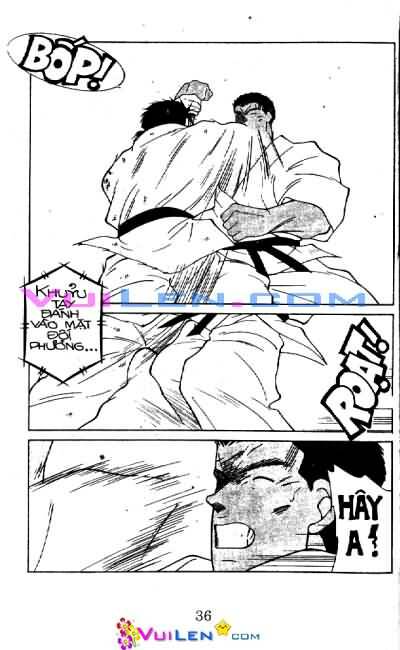 BỐP!
KHUỶU
TAY
ĐÁNH
VÀO MẶT
ĐỐI
PHƯƠNG...
VUILEN.COM
ROẠT!
HÂY
A!
36
VUILEN.COM